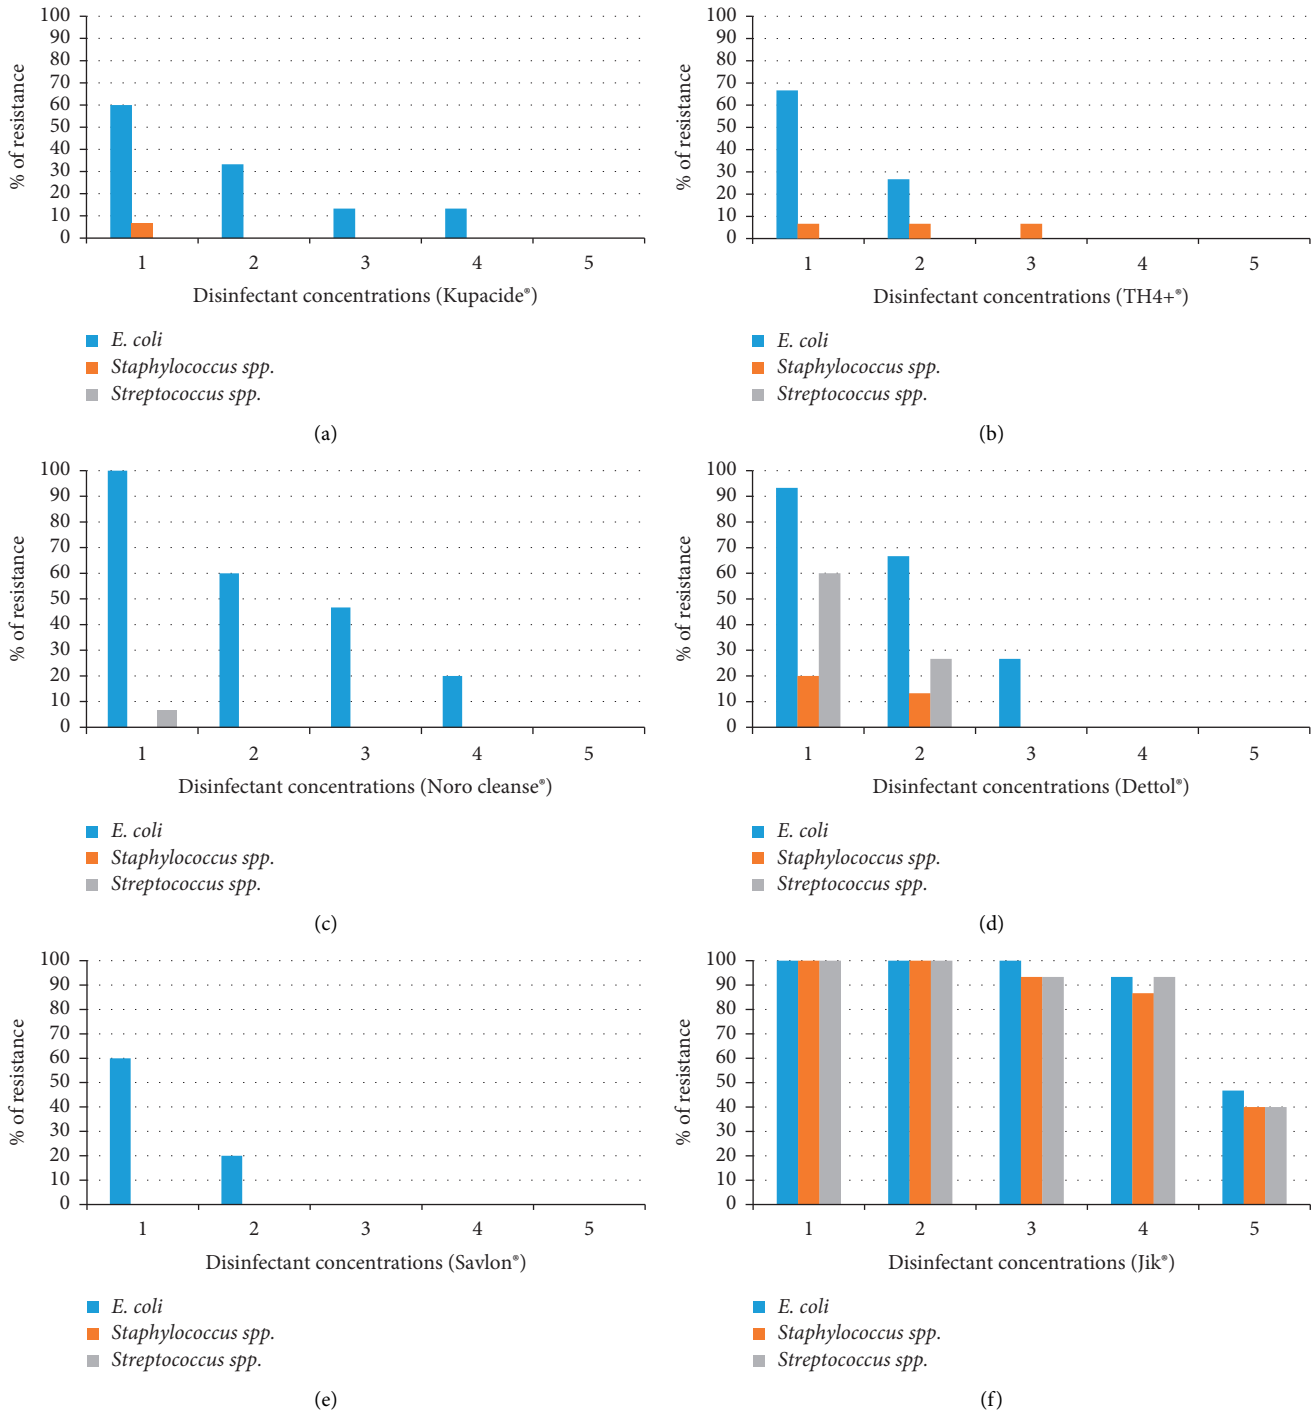 % of resistance
100
90
80
70
60
50
40
30
20
10
0
1 2 3 4 5
Disinfectant concentrations (Kupacide®)
E. coli
Staphylococcus spp.
Streptococcus spp.
(a)
% of resistance
100
90
80
70
60
50
40
30
20
10
0
1 2 3 4 5
Disinfectant concentrations (TH4+®)
E. coli
Staphylococcus spp.
Streptococcus spp.
(b)
% of resistance
100
90
80
70
60
50
40
30
20
10
0
1 2 3 4 5
Disinfectant concentrations (Noro cleanse®)
E. coli
Staphylococcus spp.
Streptococcus spp.
(c)
% of resistance
100
90
80
70
60
50
40
30
20
10
0
1 2 3 4 5
Disinfectant concentrations (Dettol®)
E. coli
Staphylococcus spp.
Streptococcus spp.
(d)
% of resistance
100
90
80
70
60
50
40
30
20
10
0
1 2 3 4 5
Disinfectant concentrations (Savlon®)
E. coli
Staphylococcus spp.
Streptococcus spp.
(e)
% of resistance
100
90
80
70
60
50
40
30
20
10
0
1 2 3 4 5
Disinfectant concentrations (Jik®)
E. coli
Staphylococcus spp.
Streptococcus spp.
(f)